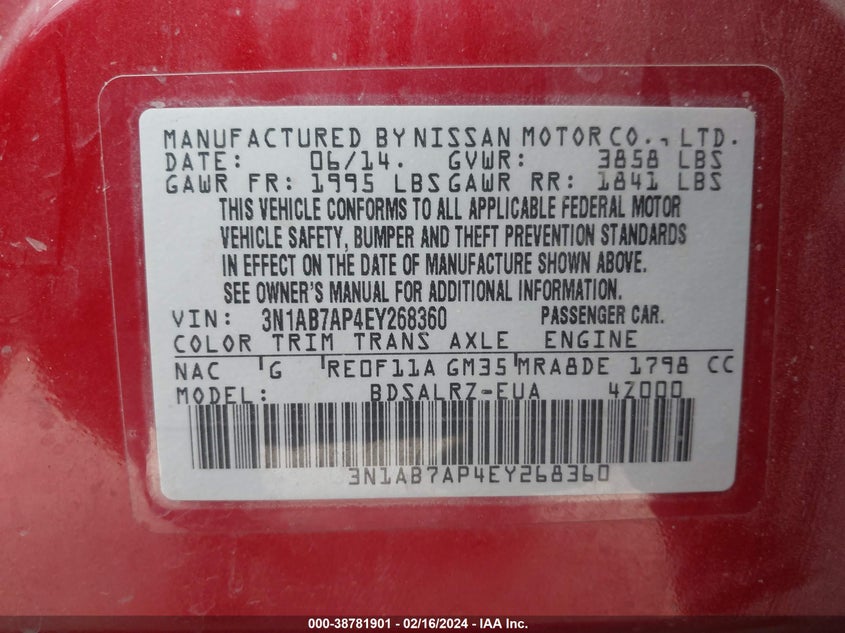 MANUFACTURED BY NISSAN MOTOR CO., LTD.
DATE: 06/14. GVWR: 3858 LBS
GAWR FR: 1995 LBS GAWR RR: 1841 LBS
THIS VEHICLE CONFORMS TO ALL APPLICABLE FEDERAL MOTOR
VEHICLE SAFETY, BUMPER AND THEFT PREVENTION STANDARDS
IN EFFECT ON THE DATE OF MANUFACTURE SHOWN ABOVE.
SEE OWNER'S MANUAL FOR ADDITIONAL INFORMATION.
VIN: 3N1AB7AP4EY268360 PASSENGER CAR.
COLOR TRIM TRANS AXLE ENGINE
NAC G RE0F11A GM35 MRA8DE 1798 CC
MODEL: BDSALRZ-EUA 4Z000
3N1AB7AP4EY268360
000-38781901 - 02/16/2024 - IAA Inc.